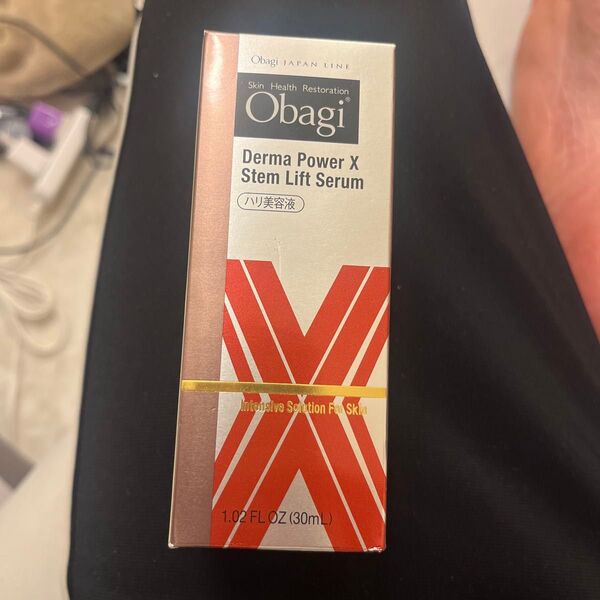 Obagi JAPAN LINE
Skin Health Restoration
Obagi®
Derma Power X
Stem Lift Serum
ハリ美容液
Intensive Solution For Skin
1.02 FL OZ (30mL)